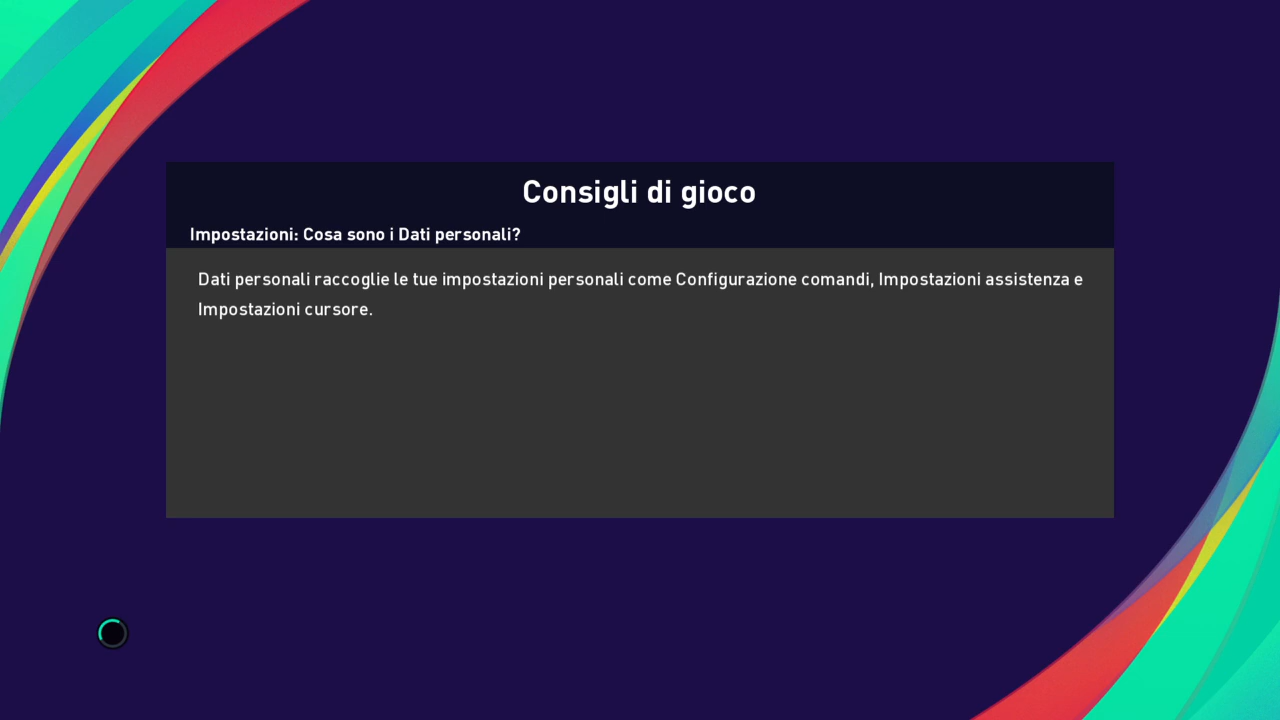 Consigli di gioco
Impostazioni: Cosa sono i Dati personali?
Dati personali raccoglie le tue impostazioni personali come Configurazione comandi, Impostazioni assistenza e
Impostazioni cursore.